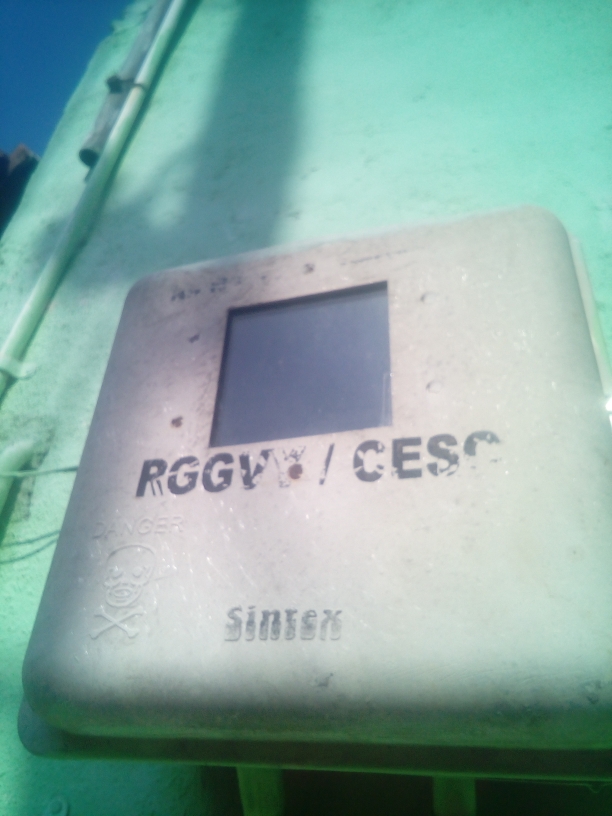 RGGVY / CESC
DANGER
Sintex